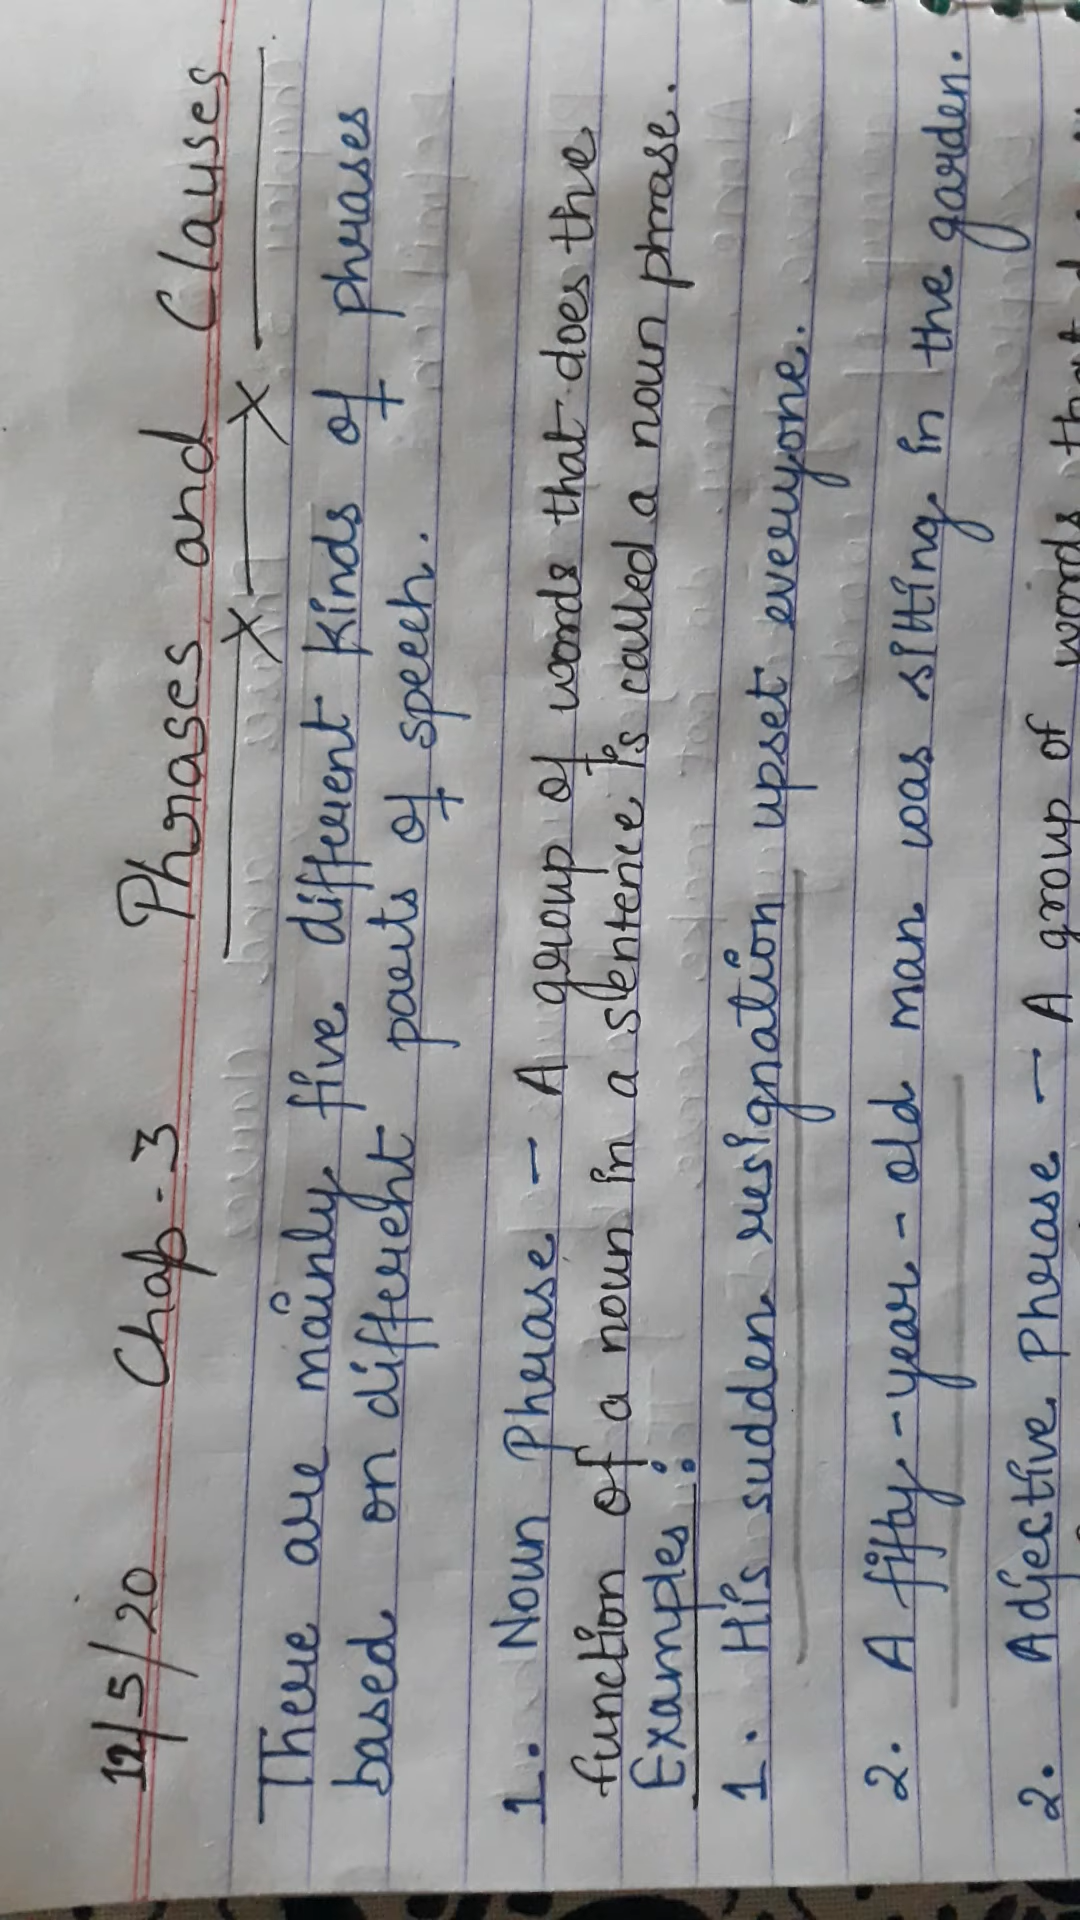 12/5/20 Chap-3 Phrases and Clauses
There are mainly five different kinds of phrases
based on different parts of speech.
1. Noun Phrase - A group of words that does the
function of a noun in a sentence is called a noun phrase.
Examples:
1. His sudden resignation upset everyone.
2. A fifty-year-old man was sitting in the garden.
2. Adjective Phrase - A group of words that